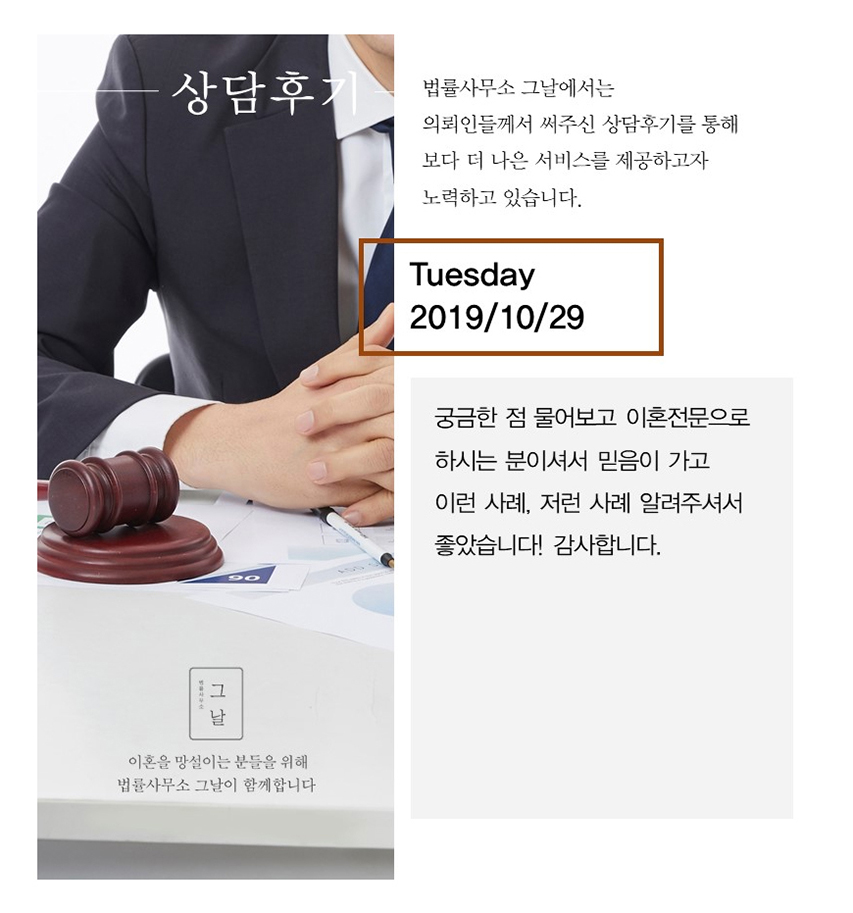 상담후기
법률사무소 그날에서는
의뢰인들께서 써주신 상담후기를 통해
보다 더 나은 서비스를 제공하고자
노력하고 있습니다.
Tuesday
2019/10/29
궁금한 점 물어보고 이혼전문으로
하시는 분이셔서 믿음이 가고
이런 사례, 저런 사례 알려주셔서
좋았습니다! 감사합니다.
법률사무소
그날
이혼을 망설이는 분들을 위해
법률사무소 그날이 함께합니다